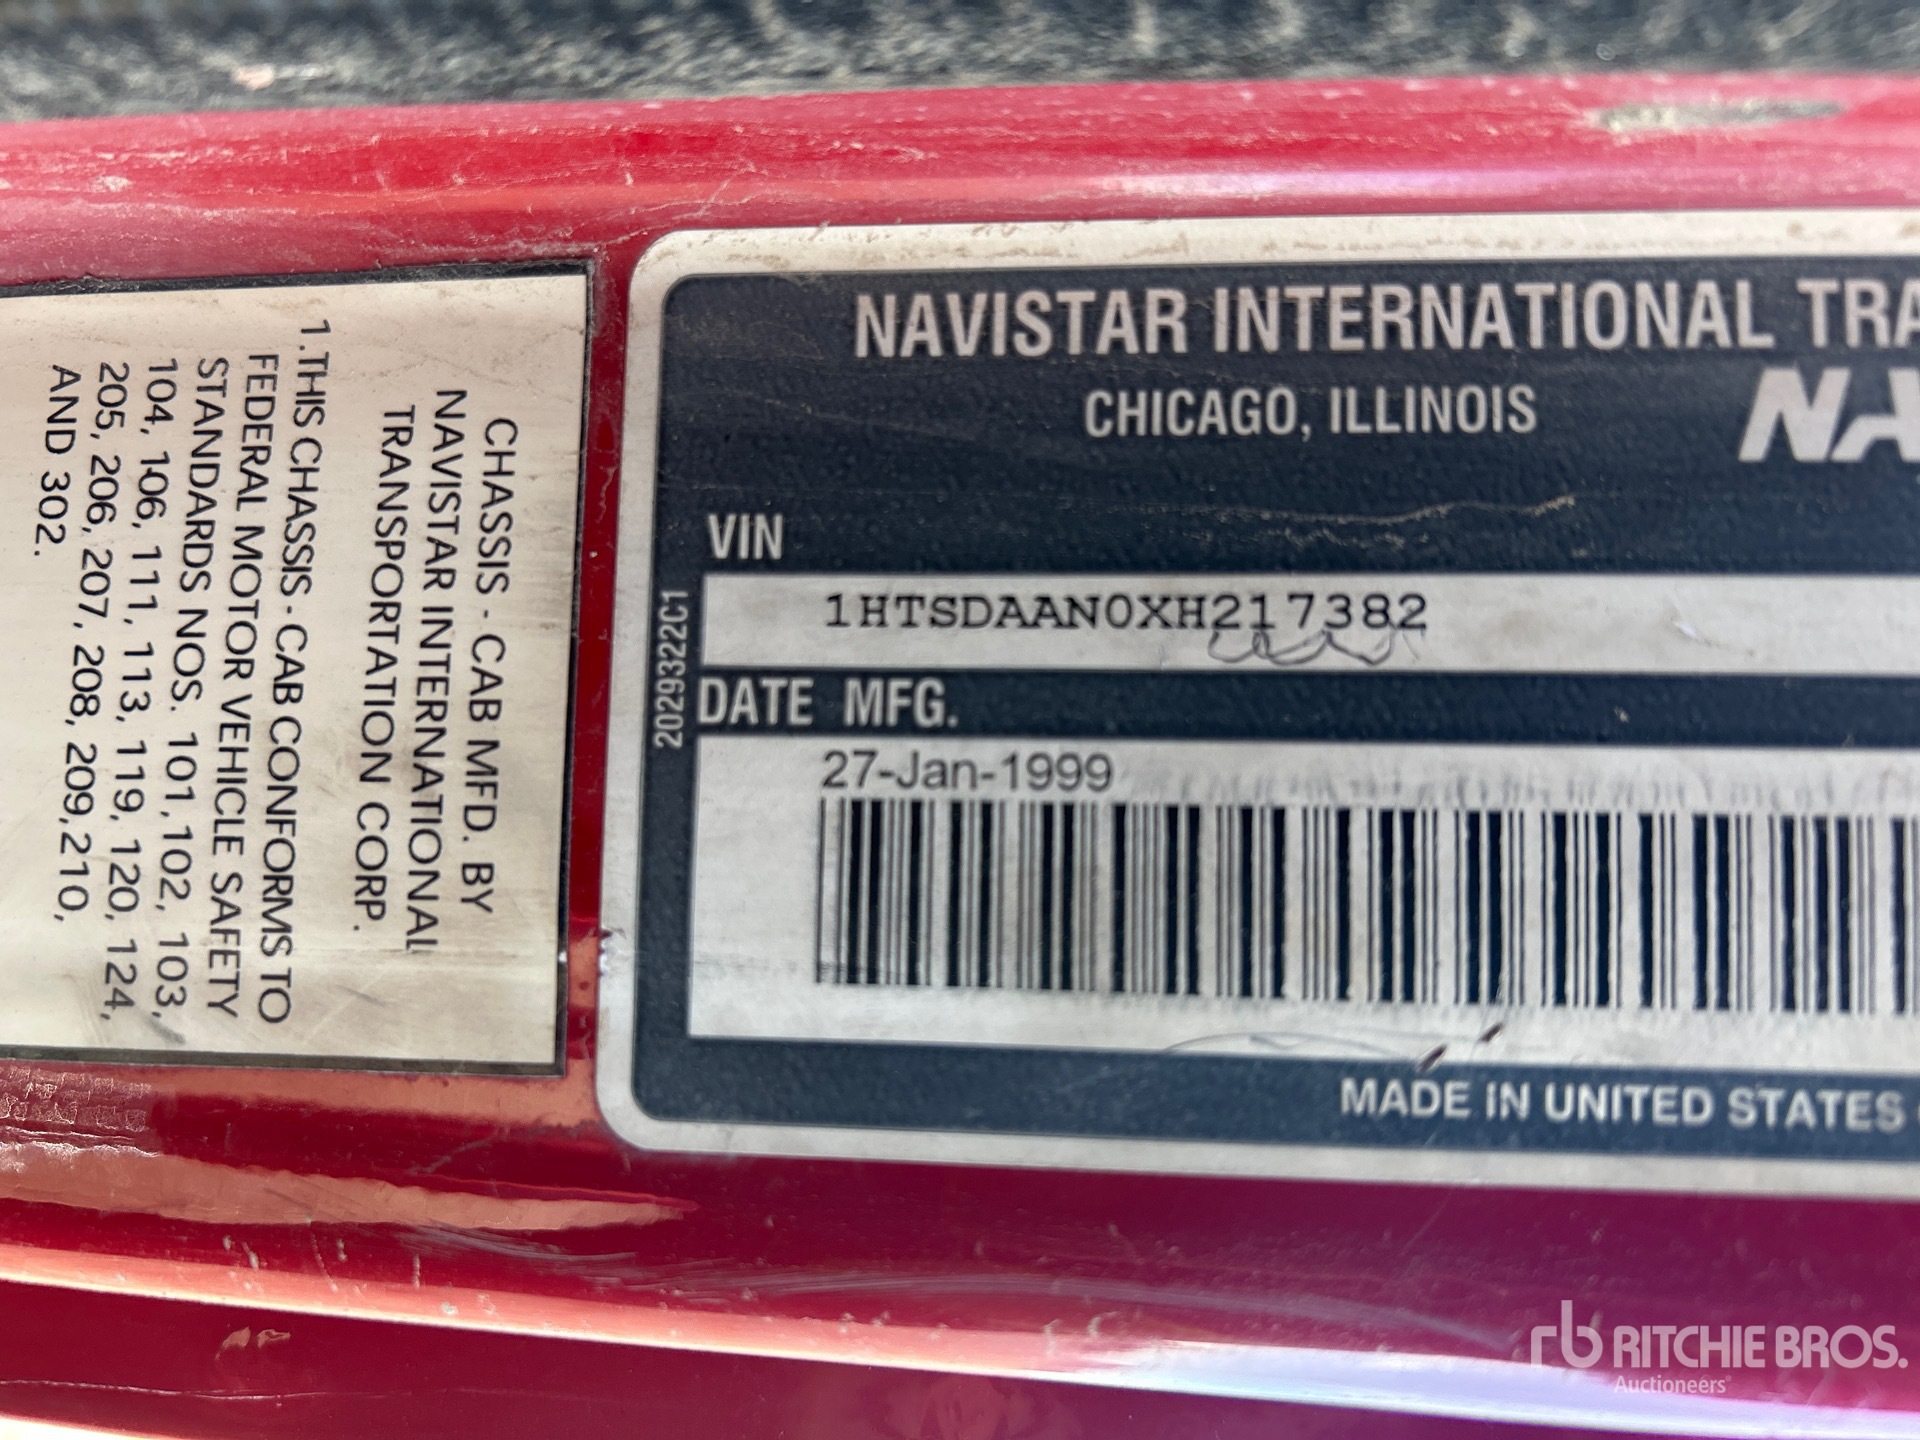 CHASSIS - CAB MFD. BY
NAVISTAR INTERNATIONAL
TRANSPORTATION CORP.
1. THIS CHASSIS - CAB CONFORMS TO
FEDERAL MOTOR VEHICLE SAFETY
STANDARDS NOS. 101, 102, 103,
104, 106, 111, 113, 119, 120, 124,
205, 206, 207, 208, 209, 210,
AND 302.
NAVISTAR INTERNATIONAL TRA
CHICAGO, ILLINOIS
NAV
VIN
1HTSDAAN0XH217382
2029322C1
DATE MFG.
27-Jan-1999
MADE IN UNITED STATES
rb RITCHIE BROS.
Auctioneers